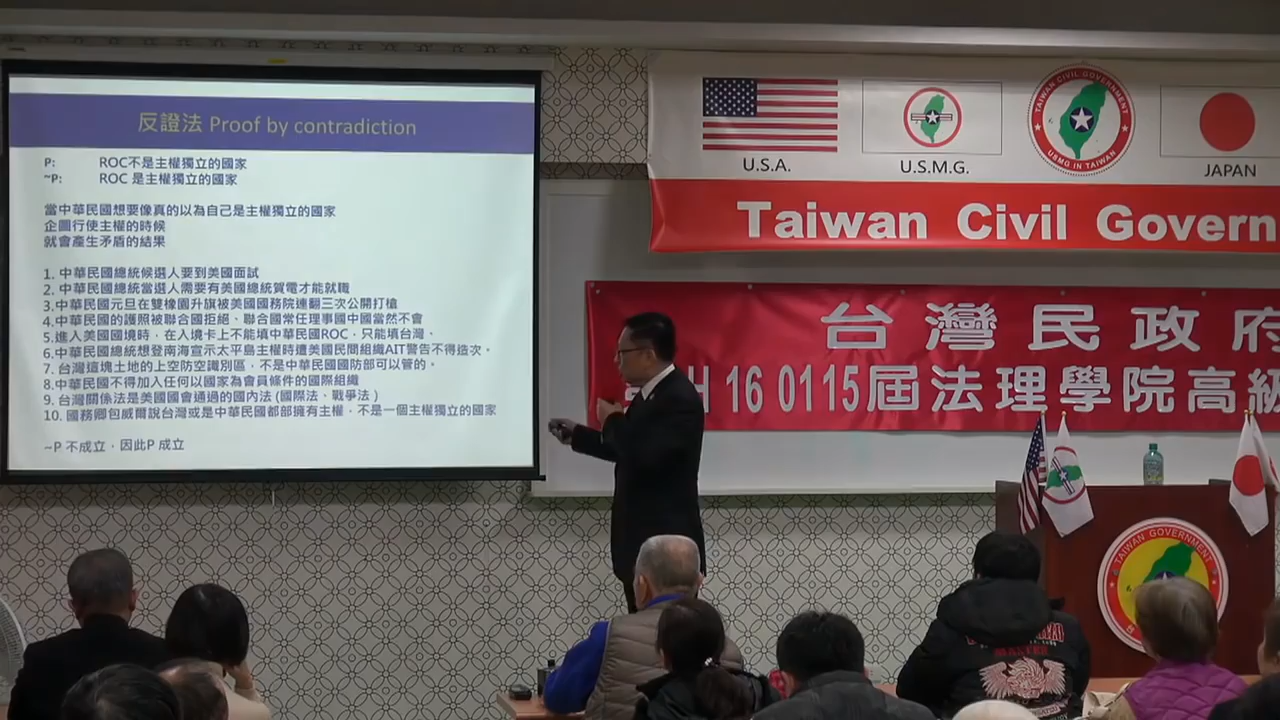 反證法 Proof by contradiction
P: ROC不是主權獨立的國家
~P: ROC 是主權獨立的國家
當中華民國想要像真的以為自己是主權獨立的國家
企圖行使主權的時候
就會產生矛盾的結果
1. 中華民國總統候選人要到美國面試
2. 中華民國總統當選人需要有美國總統賀電才能就職
3.中華民國元旦在雙橡園升旗被美國國務院連翻三次公開打槍
4.中華民國的護照被聯合國拒絕、聯合國常任理事國中國當然不會
5.進入美國國境時，在入境卡上不能填中華民國ROC，只能填台灣。
6.中華民國總統想登南海宣示太平島主權時遭美國民間組織AIT警告不得造次。
7. 台灣這塊土地的上空防空識別區，不是中華民國國防部可以管的。
8. 中華民國不得加入任何以國家為會員條件的國際組織
9. 台灣關係法是美國國會通過的國內法 (國際法、戰爭法 )
10. 國務卿包威爾說台灣或是中華民國都部擁有主權，不是一個主權獨立的國家
~P 不成立，因此P 成立
U.S.A.
U.S.M.G.
TAIWAN CIVIL GOVERNMENT
USMG IN TAIWAN
JAPAN
Taiwan Civil Govern
台灣民政府
H 16 0115屆法理學院高級
TAIWAN GOVERNMENT